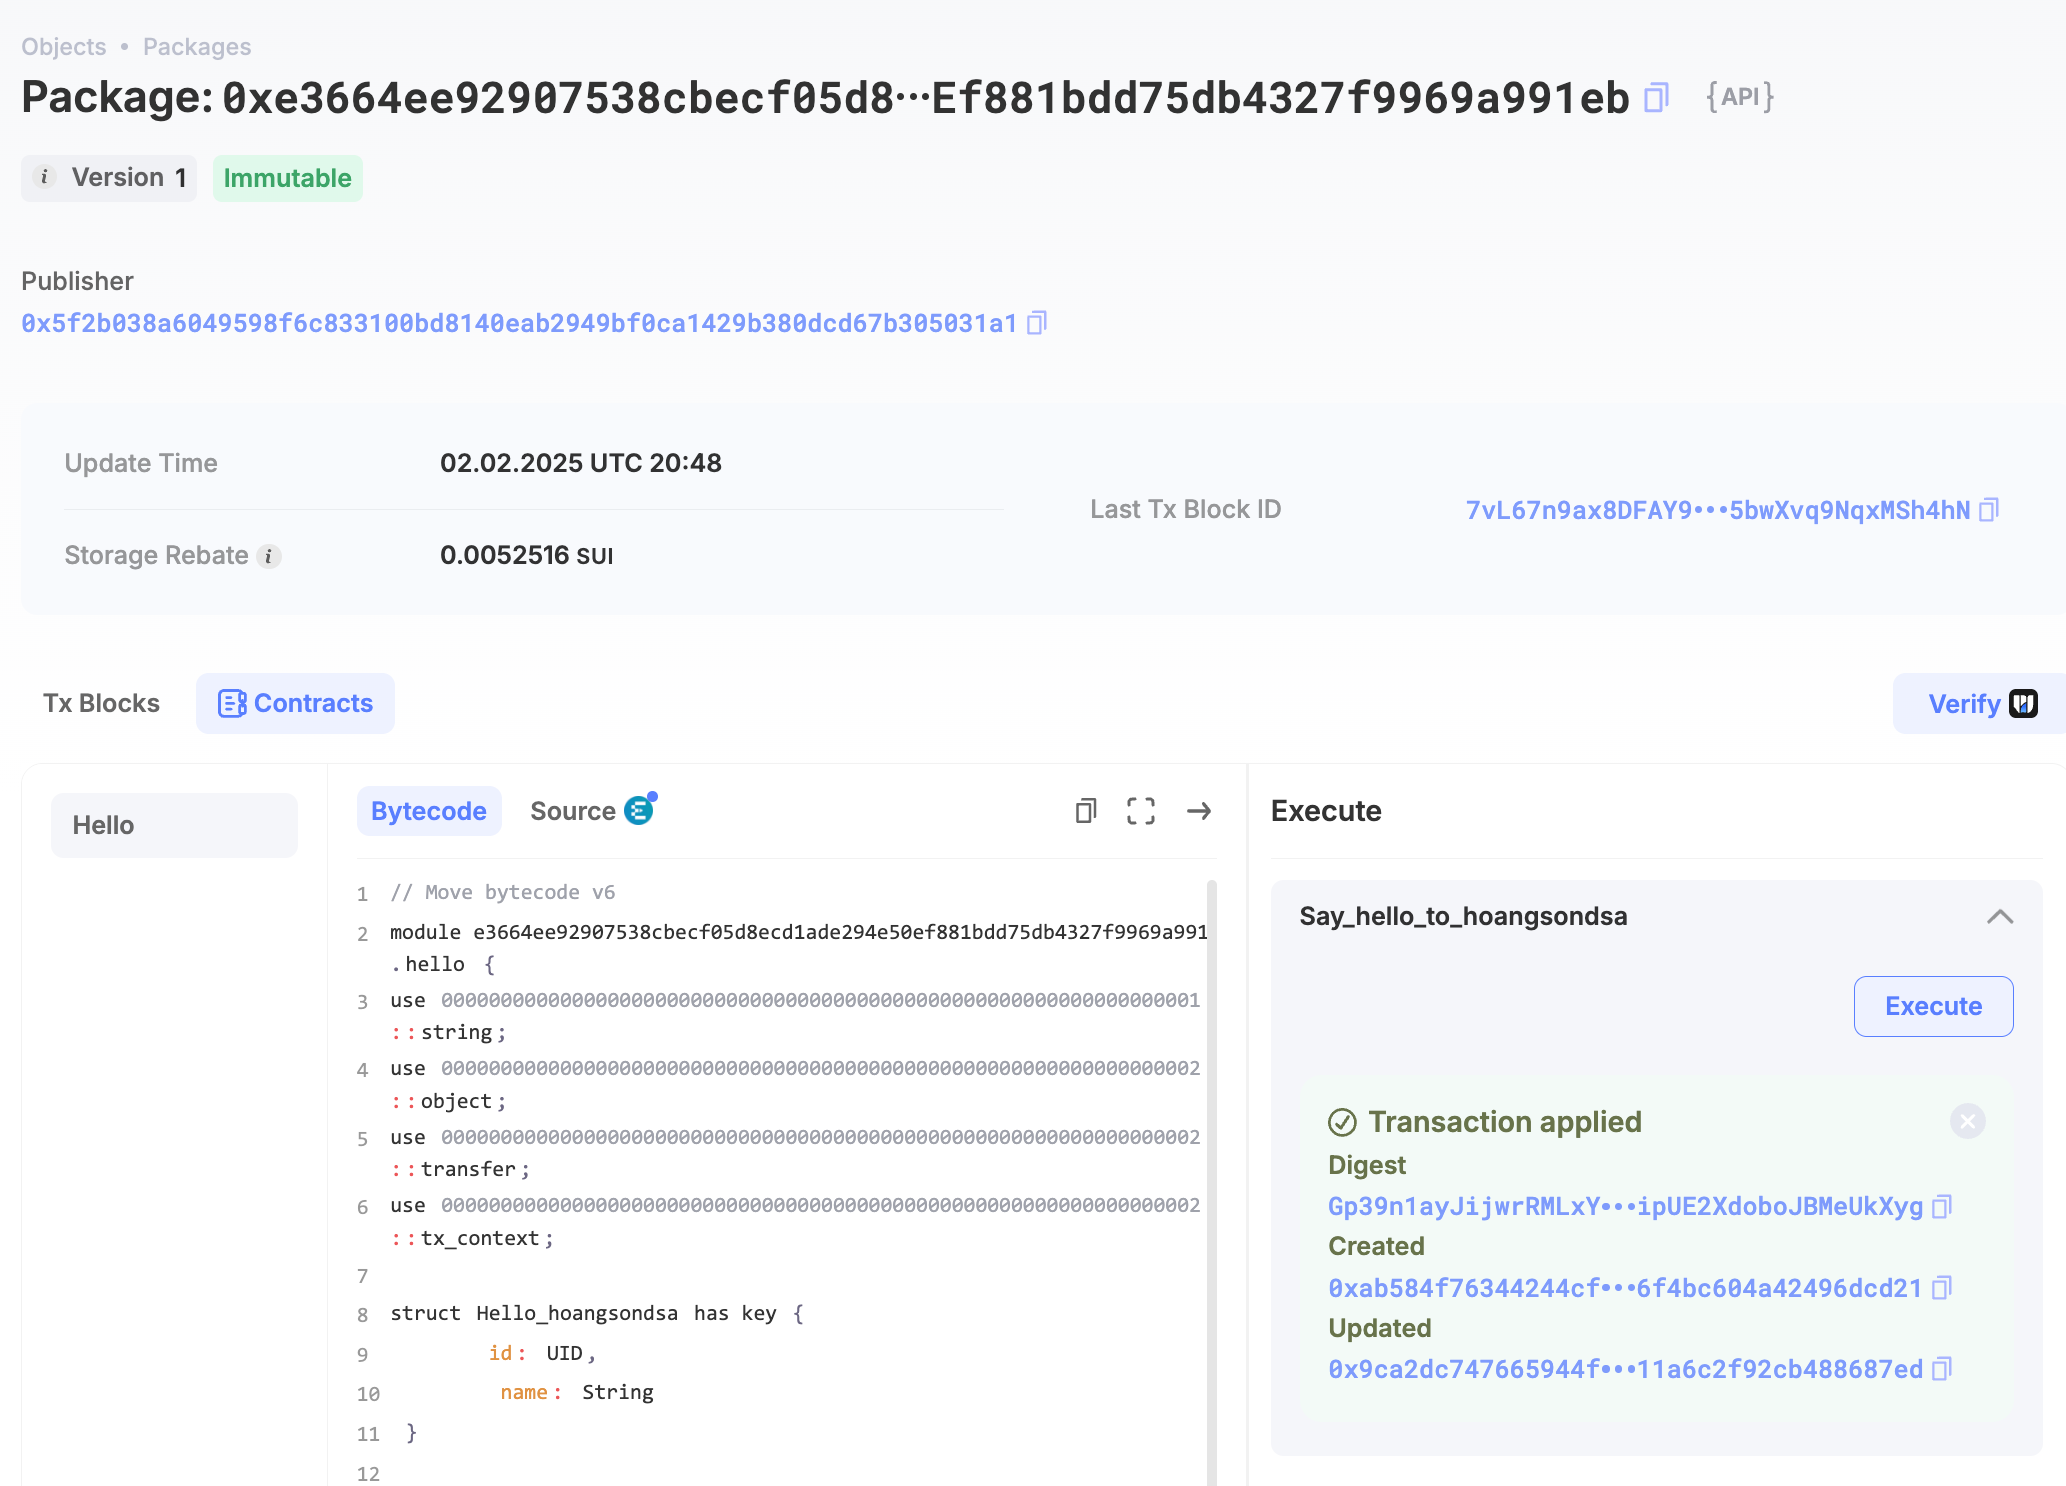 Objects • Packages
Package: 0xe3664ee92907538cbecf05d8···Ef881bdd75db4327f9969a991eb {API}
i Version 1 Immutable
Publisher
0x5f2b038a6049598f6c833100bd8140eab2949bf0ca1429b380dcd67b305031a1
Update Time 02.02.2025 UTC 20:48
Storage Rebate i 0.0052516 SUI
Last Tx Block ID 7vL67n9ax8DFAY9•••5bwXvq9NqxMSh4hN
Tx Blocks Contracts Verify
Hello
Bytecode Source
1 // Move bytecode v6
2 module e3664ee92907538cbecf05d8ecd1ade294e50ef881bdd75db4327f9969a991
.hello {
3 use 0000000000000000000000000000000000000000000000000000000000000001
::string;
4 use 0000000000000000000000000000000000000000000000000000000000000002
::object;
5 use 0000000000000000000000000000000000000000000000000000000000000002
::transfer;
6 use 0000000000000000000000000000000000000000000000000000000000000002
::tx_context;
7
8 struct Hello_hoangsondsa has key {
9 id: UID,
10 name: String
11 }
12
Execute
Say_hello_to_hoangsondsa
Execute
Transaction applied
Digest
Gp39n1ayJijwrRMLxY•••ipUE2XdoboJBMeUkXyg
Created
0xab584f76344244cf•••6f4bc604a42496dcd21
Updated
0x9ca2dc747665944f•••11a6c2f92cb488687ed